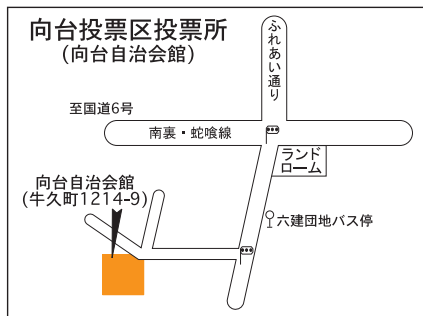 向台投票区投票所
(向台自治会館)
ふれあい通り
至国道6号
南裏・蛇喰線
ランド
ローム
向台自治会館
(牛久町1214-9)
六建団地バス停